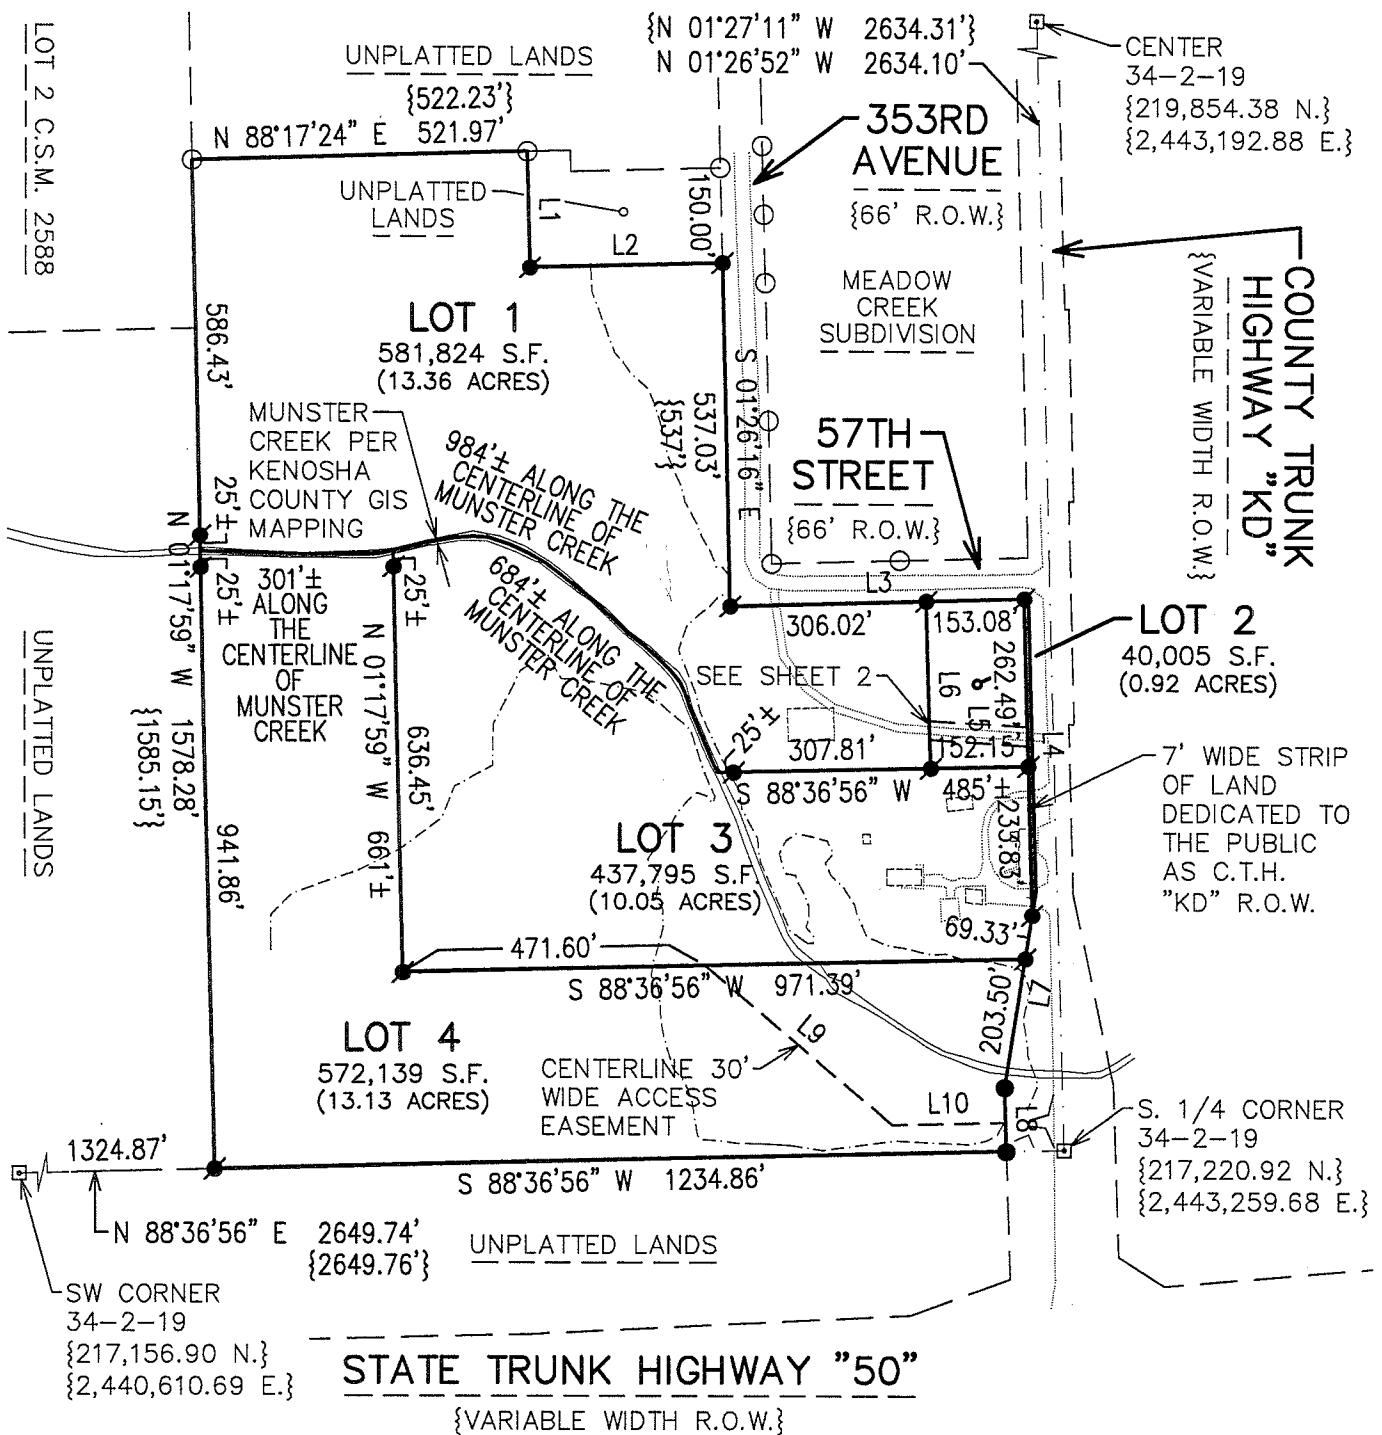 {N 01°27'11" W 2634.31'}
N 01°26'52" W 2634.10'
CENTER
34-2-19
{219,854.38 N.}
{2,443,192.88 E.}
LOT 2 C.S.M. 2588
UNPLATTED LANDS
{522.23'}
N 88°17'24" E 521.97'
353RD
AVENUE
{66' R.O.W.}
UNPLATTED
LANDS
L1
L2
150.00'
COUNTY TRUNK
HIGHWAY "KD"
{VARIABLE WIDTH R.O.W.}
MEADOW
CREEK
SUBDIVISION
LOT 1
581,824 S.F.
(13.36 ACRES)
586.43'
S 01°26'16" E
537.03'
{537'}
57TH
STREET
{66' R.O.W.}
MUNSTER
CREEK PER
KENOSHA
COUNTY GIS
MAPPING
984'± ALONG THE
CENTERLINE OF
MUNSTER CREEK
684'± ALONG THE
CENTERLINE OF
MUNSTER CREEK
25'±
25'±
25'±
301'±
ALONG
THE
CENTERLINE
OF
MUNSTER
CREEK
N 01°17'59" W 1578.28'
{1585.15'}
941.86'
UNPLATTED LANDS
N 01°17'59" W 661'±
636.45'
L3
306.02'
153.08'
LOT 2
40,005 S.F.
(0.92 ACRES)
SEE SHEET 2
L6
L5
262.49'
L4
25'±
307.81'
152.15'
S 88°36'56" W 485'±
233.83'
7' WIDE STRIP
OF LAND
DEDICATED TO
THE PUBLIC
AS C.T.H.
"KD" R.O.W.
LOT 3
437,795 S.F.
(10.05 ACRES)
69.33'
471.60'
S 88°36'56" W 971.39'
203.50'
L7
LOT 4
572,139 S.F.
(13.13 ACRES)
L9
CENTERLINE 30'
WIDE ACCESS
EASEMENT
L10
L8
S. 1/4 CORNER
34-2-19
{217,220.92 N.}
{2,443,259.68 E.}
1324.87'
S 88°36'56" W 1234.86'
N 88°36'56" E 2649.74'
{2649.76'}
UNPLATTED LANDS
SW CORNER
34-2-19
{217,156.90 N.}
{2,440,610.69 E.}
STATE TRUNK HIGHWAY "50"
{VARIABLE WIDTH R.O.W.}